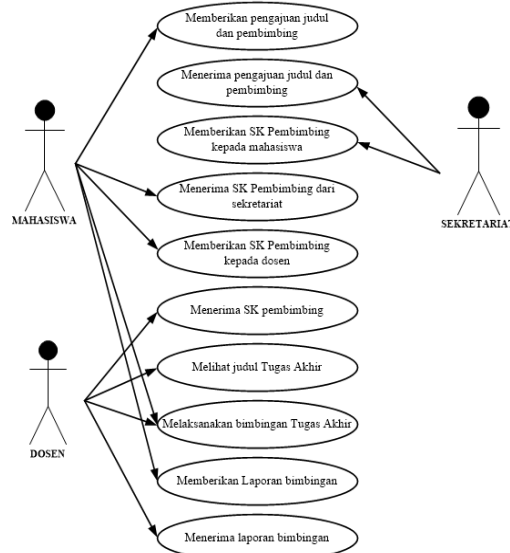 Memberikan pengajuan judul
dan pembimbing
Menerima pengajuan judul dan
pembimbing
Memberikan SK Pembimbing
kepada mahasiswa
Menerima SK Pembimbing dari
sekretariat
Memberikan SK Pembimbing
kepada dosen
Menerima SK pembimbing
Melihat judul Tugas Akhir
Melaksanakan bimbingan Tugas Akhir
Memberikan Laporan bimbingan
Menerima laporan bimbingan
MAHASISWA
DOSEN
SEKRETARIAT